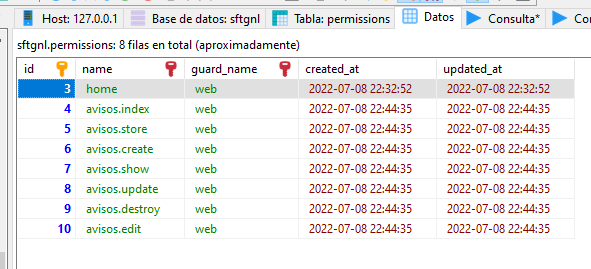 Host: 127.0.0.1 Base de datos: sftgnl Tabla: permissions Datos Consulta* Con
sftgnl.permissions: 8 filas en total (aproximadamente)
id name guard_name created_at updated_at
3 home web 2022-07-08 22:32:52 2022-07-08 22:32:52
4 avisos.index web 2022-07-08 22:44:35 2022-07-08 22:44:35
5 avisos.store web 2022-07-08 22:44:35 2022-07-08 22:44:35
6 avisos.create web 2022-07-08 22:44:35 2022-07-08 22:44:35
7 avisos.show web 2022-07-08 22:44:35 2022-07-08 22:44:35
8 avisos.update web 2022-07-08 22:44:35 2022-07-08 22:44:35
9 avisos.destroy web 2022-07-08 22:44:35 2022-07-08 22:44:35
10 avisos.edit web 2022-07-08 22:44:35 2022-07-08 22:44:35